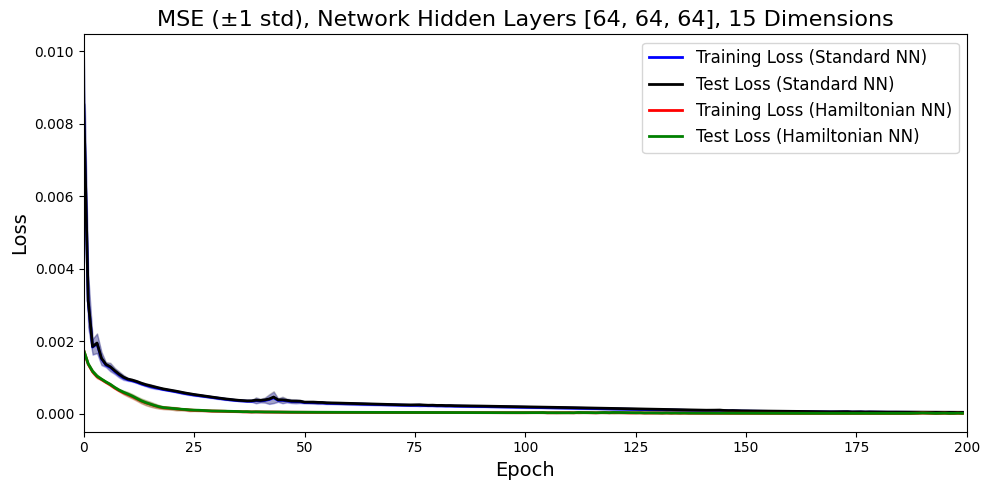 MSE (±1 std), Network Hidden Layers [64, 64, 64], 15 Dimensions
0.010
0.008
0.006
0.004
0.002
0.000
Loss
Training Loss (Standard NN)
Test Loss (Standard NN)
Training Loss (Hamiltonian NN)
Test Loss (Hamiltonian NN)
0 25 50 75 100 125 150 175 200
Epoch